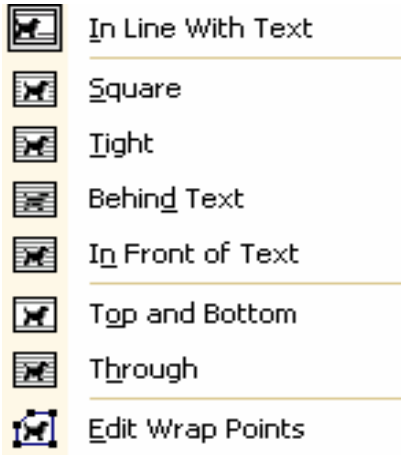 In Line With Text
Square
Tight
Behind Text
In Front of Text
Top and Bottom
Through
Edit Wrap Points